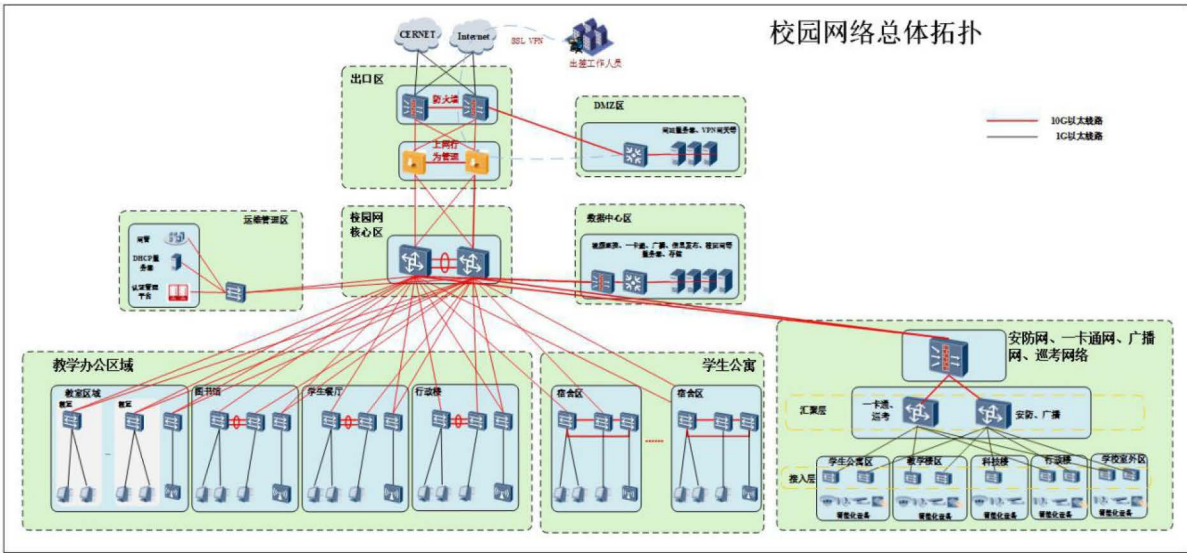 校园网络总体拓扑
CERNET
Internet
SSL VPN
出差工作人员
出口区
防火墙
上网行
为管理
DMZ区
10G以太线路
1G以太线路
运维管理区
网管
DHCP服
务器
认证管理
平台
校园网
核心区
数据中心区
服务器、存储
教学办公区域
教室区域
教室
教室
图书馆
学生餐厅
行政楼
学生公寓
宿舍区
宿舍区
安防网、一卡通网、广播
网、巡考网络
汇聚层
一卡通、
巡考
安防、广播
接入层
学生公寓区
教学楼区
科技楼
行政楼
学校室外区
智能化设备
智能化设备
智能化设备
智能化设备
智能化设备